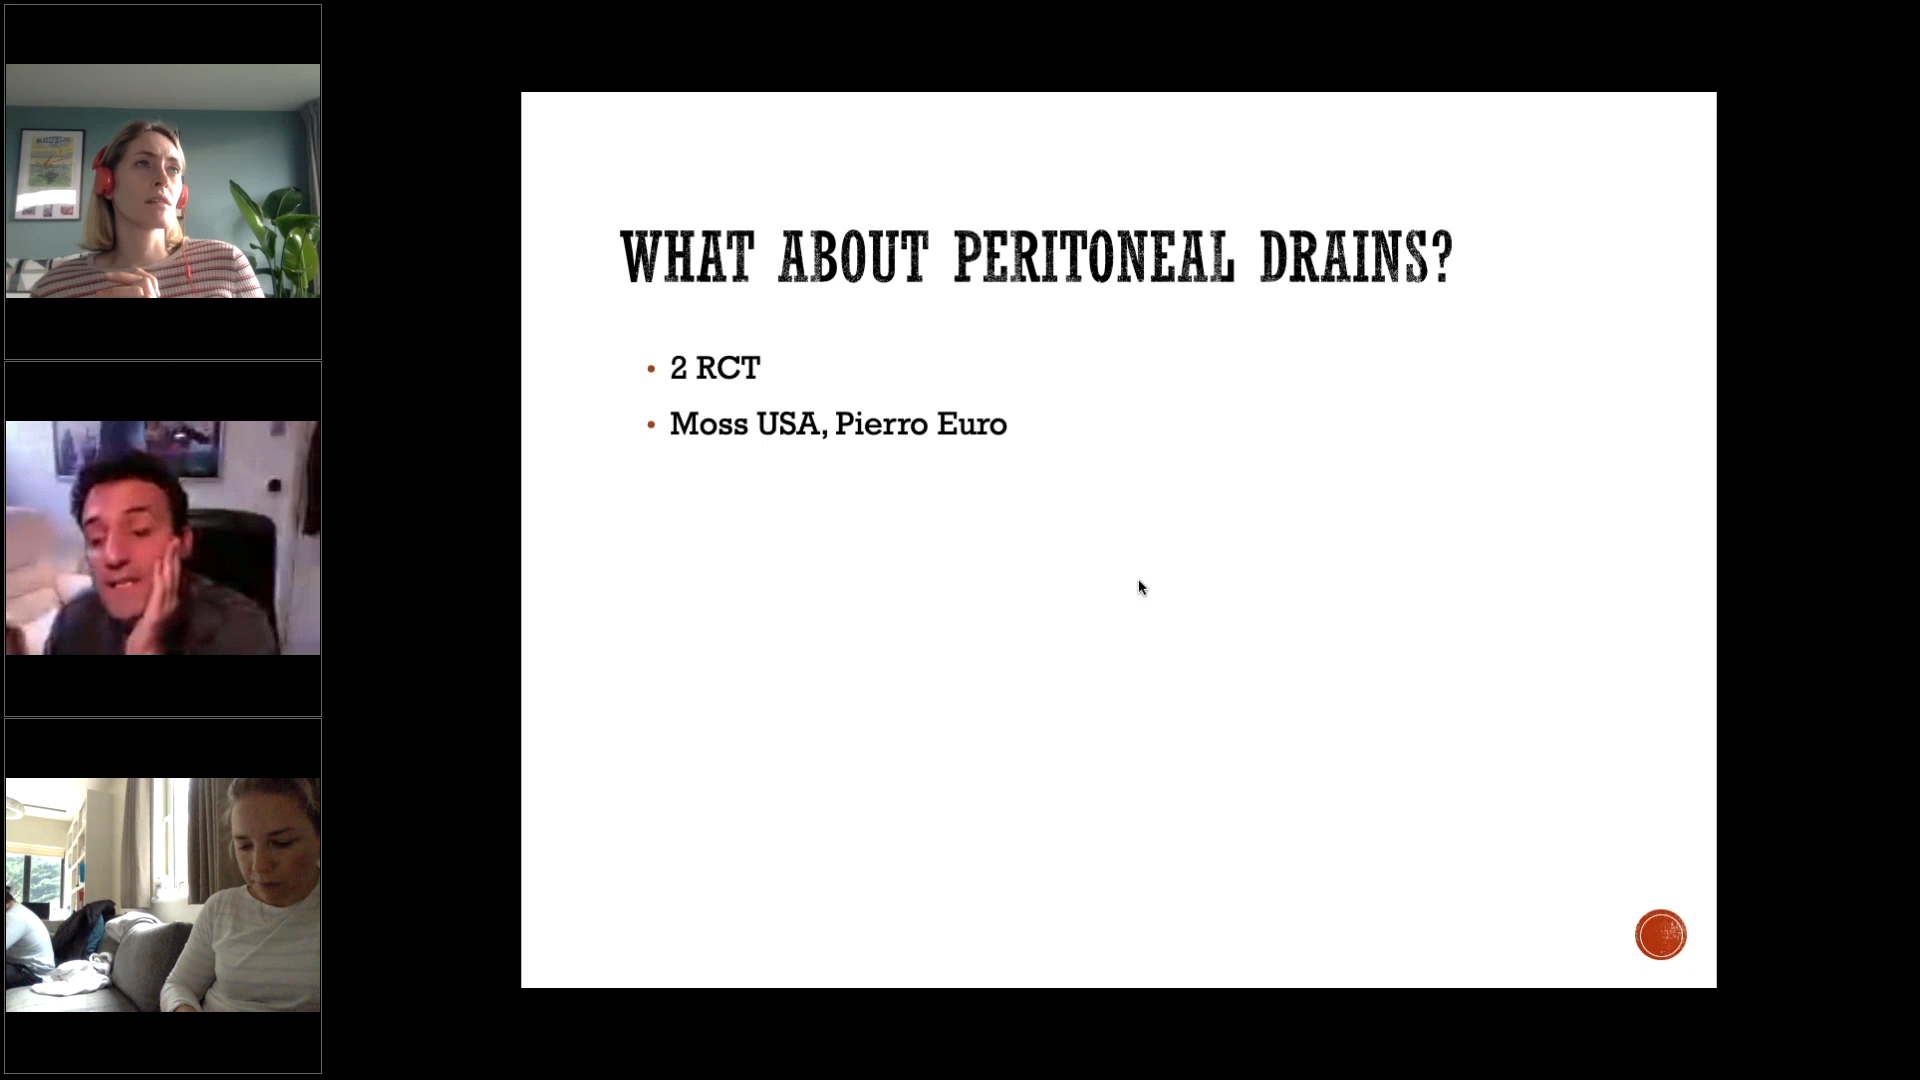 WHAT ABOUT PERITONEAL DRAINS?
• 2 RCT
• Moss USA, Pierro Euro